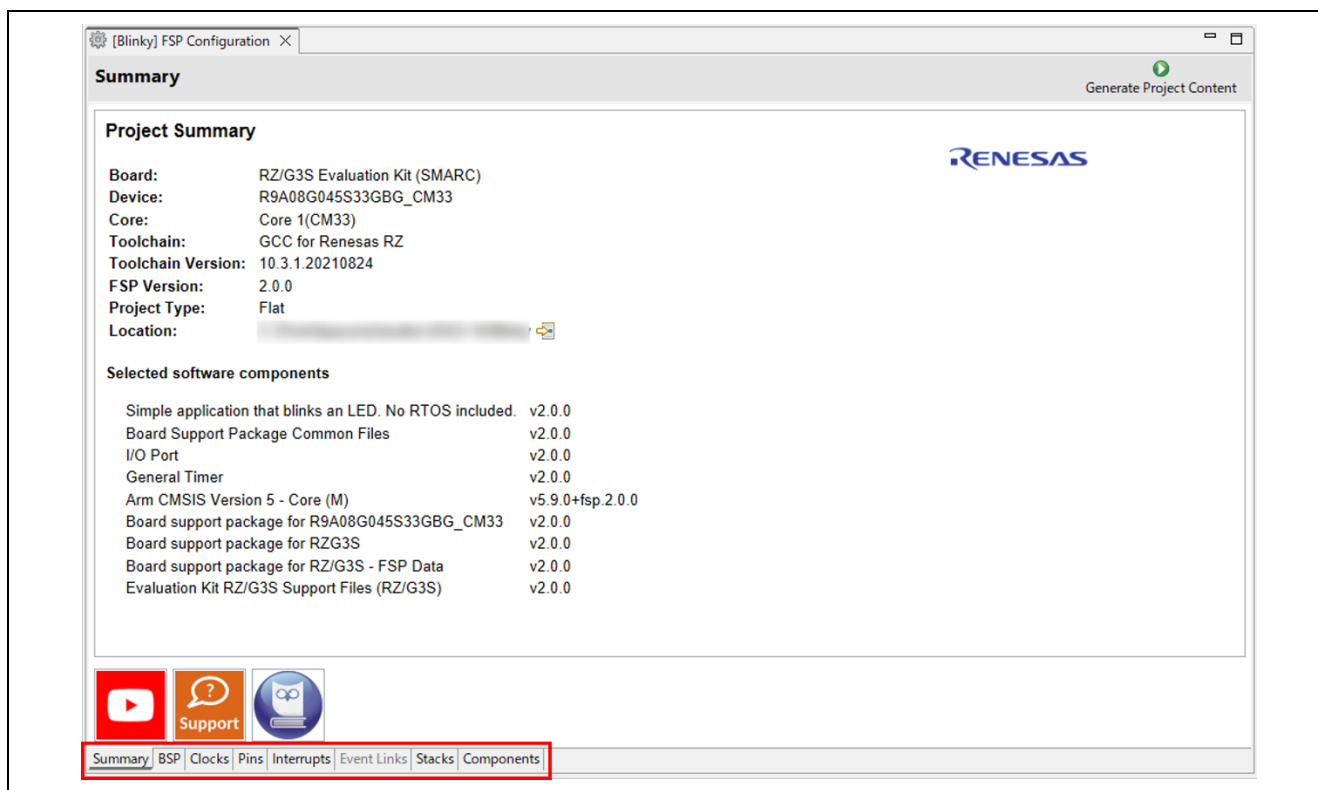 [Blinky] FSP Configuration
Summary
Generate Project Content
Project Summary
RENESAS
Board: RZ/G3S Evaluation Kit (SMARC)
Device: R9A08G045S33GBG_CM33
Core: Core 1(CM33)
Toolchain: GCC for Renesas RZ
Toolchain Version: 10.3.1.20210824
FSP Version: 2.0.0
Project Type: Flat
Location:
Selected software components
Simple application that blinks an LED. No RTOS included. v2.0.0
Board Support Package Common Files v2.0.0
I/O Port v2.0.0
General Timer v2.0.0
Arm CMSIS Version 5 - Core (M) v5.9.0+fsp.2.0.0
Board support package for R9A08G045S33GBG_CM33 v2.0.0
Board support package for RZG3S v2.0.0
Board support package for RZ/G3S - FSP Data v2.0.0
Evaluation Kit RZ/G3S Support Files (RZ/G3S) v2.0.0
?
Support
Summary BSP Clocks Pins Interrupts Event Links Stacks Components